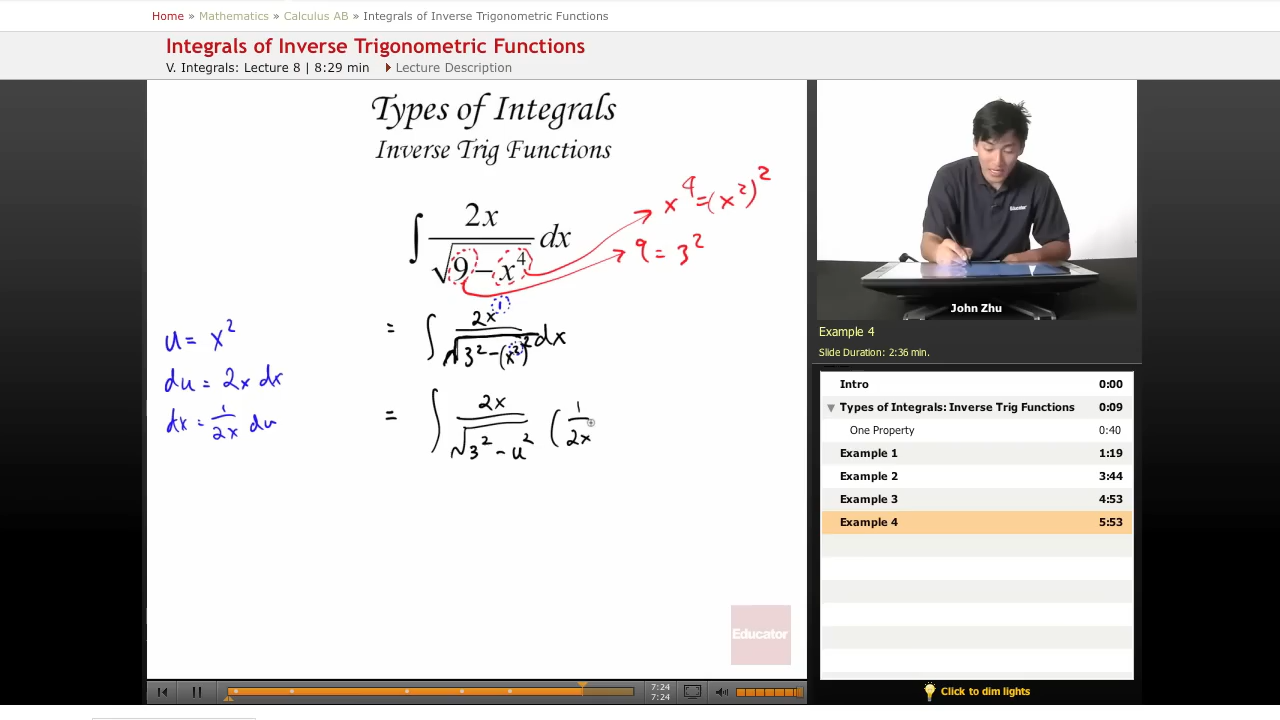 Home » Mathematics » Calculus AB » Integrals of Inverse Trigonometric Functions
Integrals of Inverse Trigonometric Functions
V. Integrals: Lecture 8 | 8:29 min Lecture Description
Types of Integrals
Inverse Trig Functions
∫ 2x / √(9 − x⁴) dx
x⁴ = (x²)²
9 = 3²
= ∫ 2x¹ / √(3² − (x²)²) dx
u = x²
du = 2x dx
dx = 1/2x du
= ∫ 2x / √(3² − u²) (1/2x
Educator
7:24
7:24
Educator
John Zhu
Example 4
Slide Duration: 2:36 min.
Intro 0:00
Types of Integrals: Inverse Trig Functions 0:09
One Property 0:40
Example 1 1:19
Example 2 3:44
Example 3 4:53
Example 4 5:53
Click to dim lights